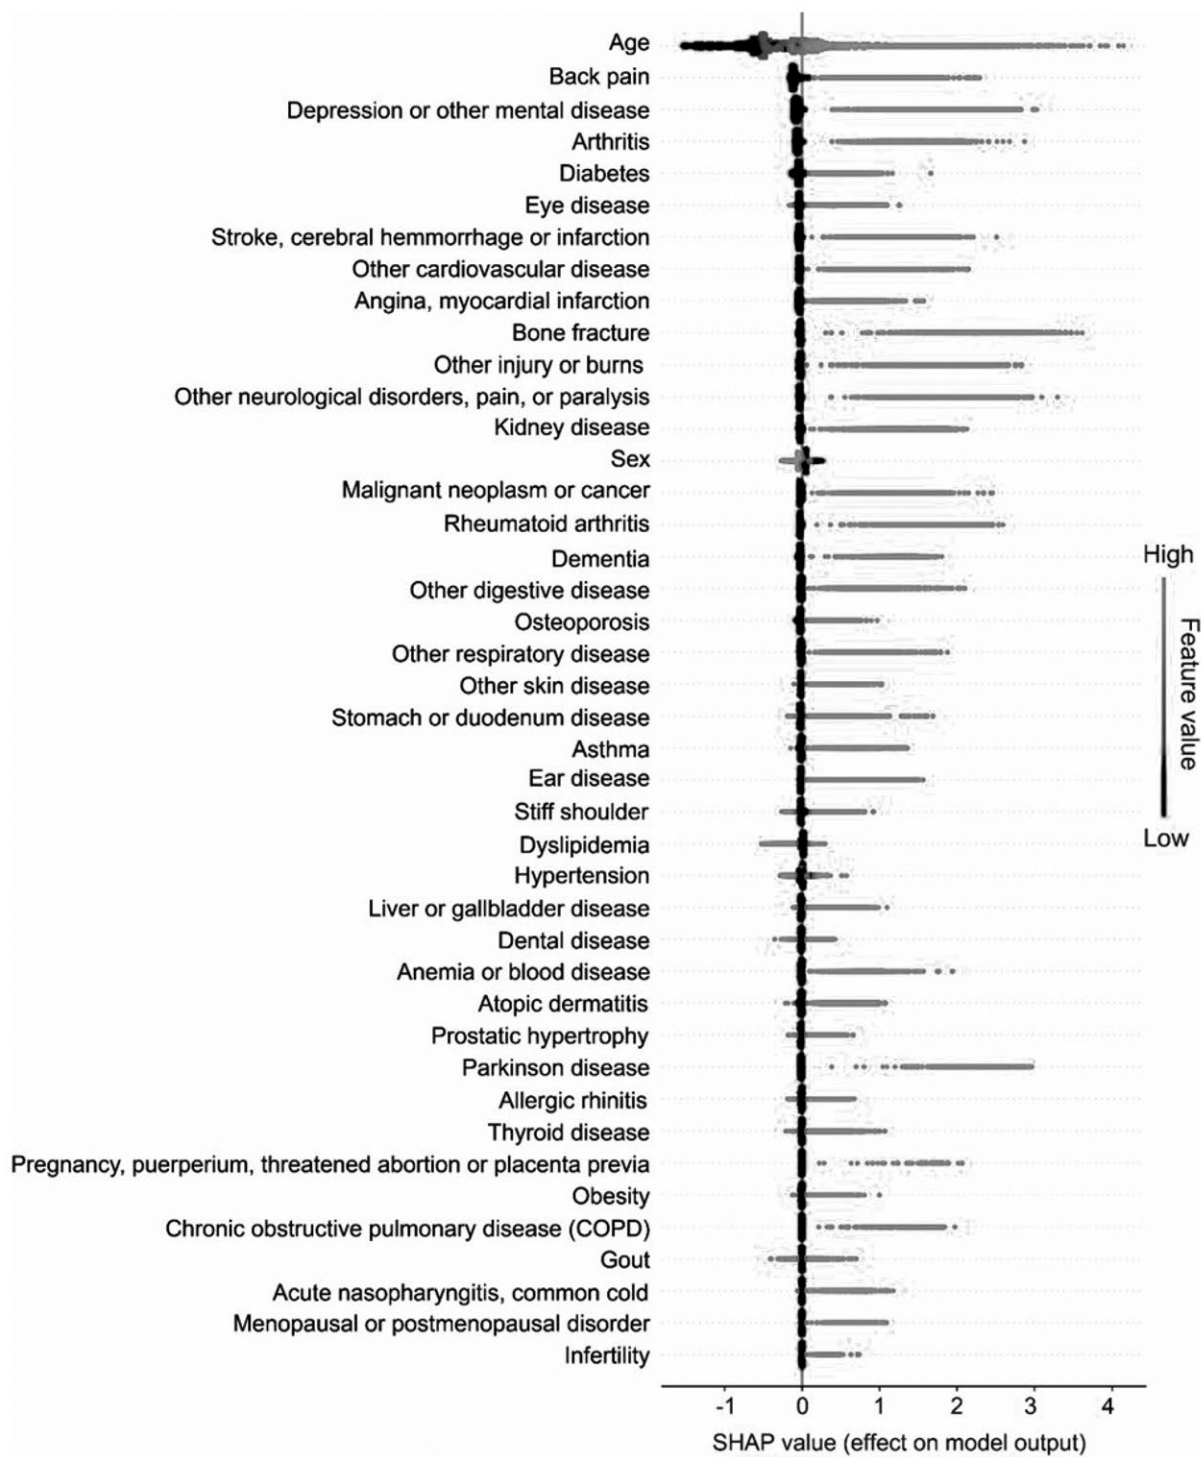 Age
Back pain
Depression or other mental disease
Arthritis
Diabetes
Eye disease
Stroke, cerebral hemmorrhage or infarction
Other cardiovascular disease
Angina, myocardial infarction
Bone fracture
Other injury or burns
Other neurological disorders, pain, or paralysis
Kidney disease
Sex
Malignant neoplasm or cancer
Rheumatoid arthritis
Dementia
Other digestive disease
Osteoporosis
Other respiratory disease
Other skin disease
Stomach or duodenum disease
Asthma
Ear disease
Stiff shoulder
Dyslipidemia
Hypertension
Liver or gallbladder disease
Dental disease
Anemia or blood disease
Atopic dermatitis
Prostatic hypertrophy
Parkinson disease
Allergic rhinitis
Thyroid disease
Pregnancy, puerperium, threatened abortion or placenta previa
Obesity
Chronic obstructive pulmonary disease (COPD)
Gout
Acute nasopharyngitis, common cold
Menopausal or postmenopausal disorder
Infertility
-1 0 1 2 3 4
SHAP value (effect on model output)
High
Feature value
Low